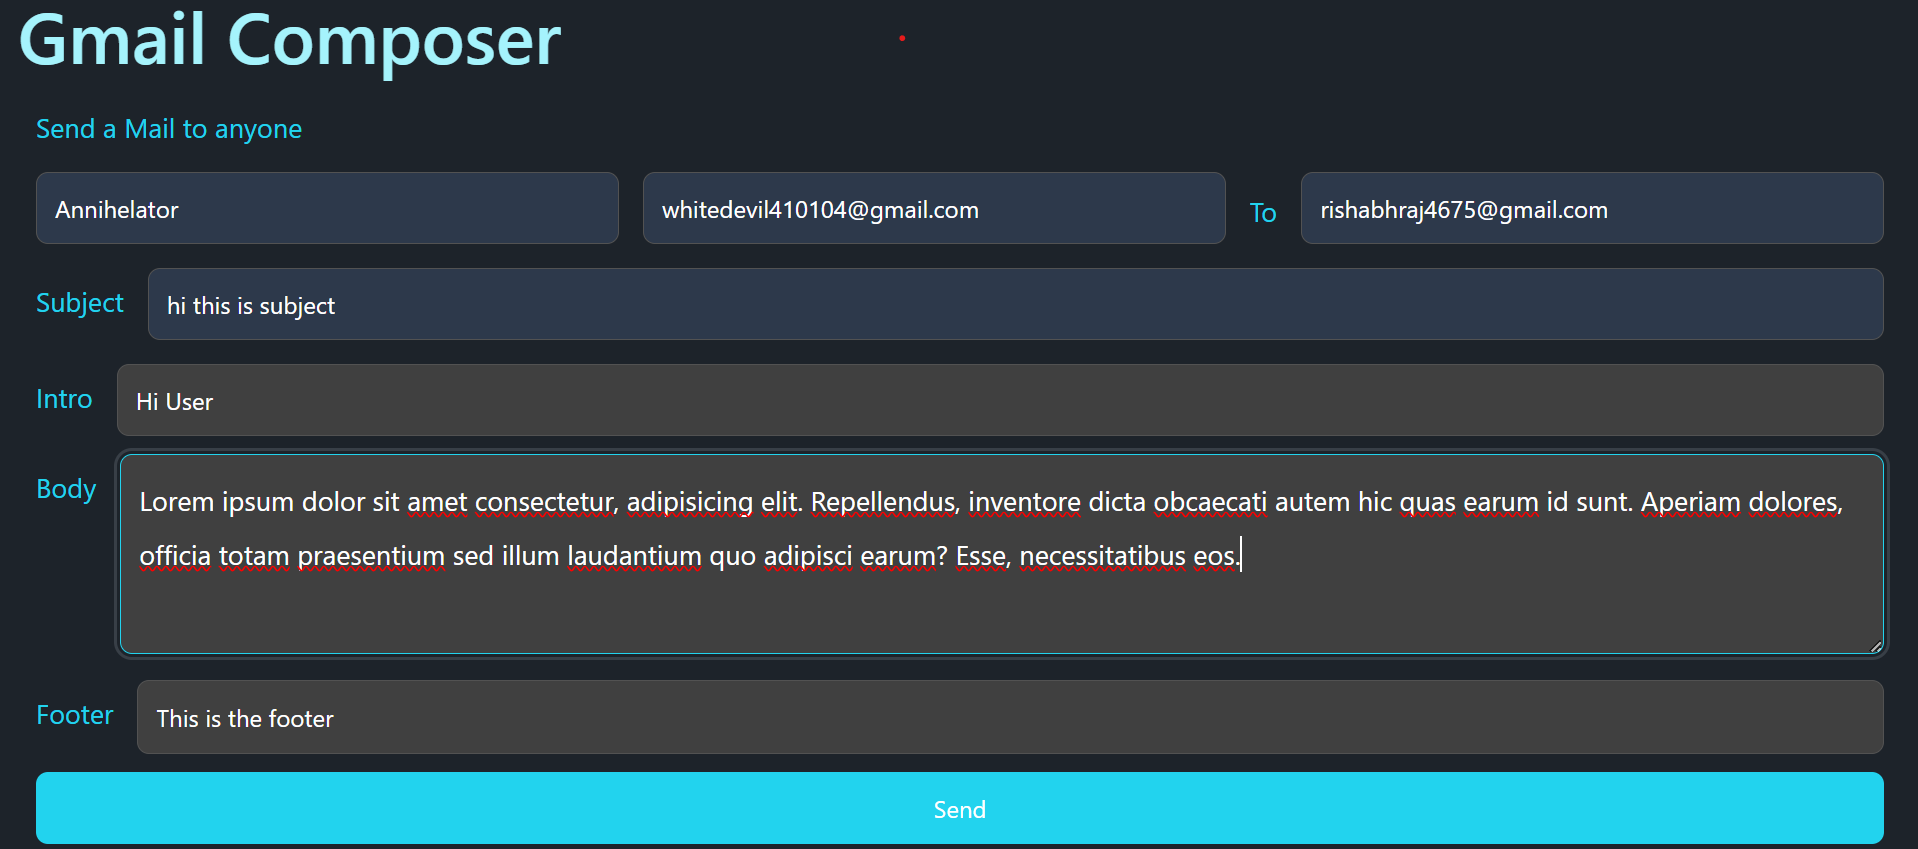 Gmail Composer
Send a Mail to anyone
Annihelator whitedevil410104@gmail.com To rishabhraj4675@gmail.com
Subject hi this is subject
Intro Hi User
Body Lorem ipsum dolor sit amet consectetur, adipisicing elit. Repellendus, inventore dicta obcaecati autem hic quas earum id sunt. Aperiam dolores,
officia totam praesentium sed illum laudantium quo adipisci earum? Esse, necessitatibus eos.
Footer This is the footer
Send